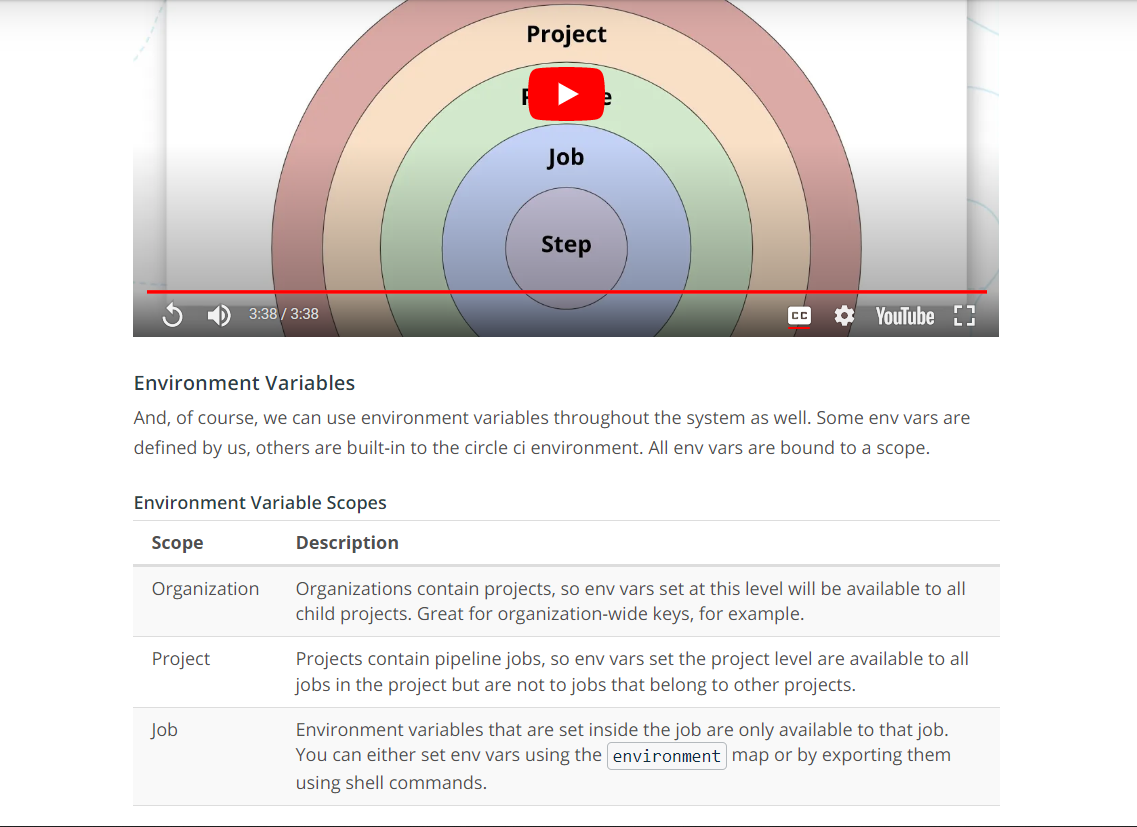 Project
Job
Step
3:38 / 3:38
CC
YouTube
Environment Variables
And, of course, we can use environment variables throughout the system as well. Some env vars are
defined by us, others are built-in to the circle ci environment. All env vars are bound to a scope.
Environment Variable Scopes
Scope Description
Organization Organizations contain projects, so env vars set at this level will be available to all
child projects. Great for organization-wide keys, for example.
Project Projects contain pipeline jobs, so env vars set the project level are available to all
jobs in the project but are not to jobs that belong to other projects.
Job Environment variables that are set inside the job are only available to that job.
You can either set env vars using the environment map or by exporting them
using shell commands.